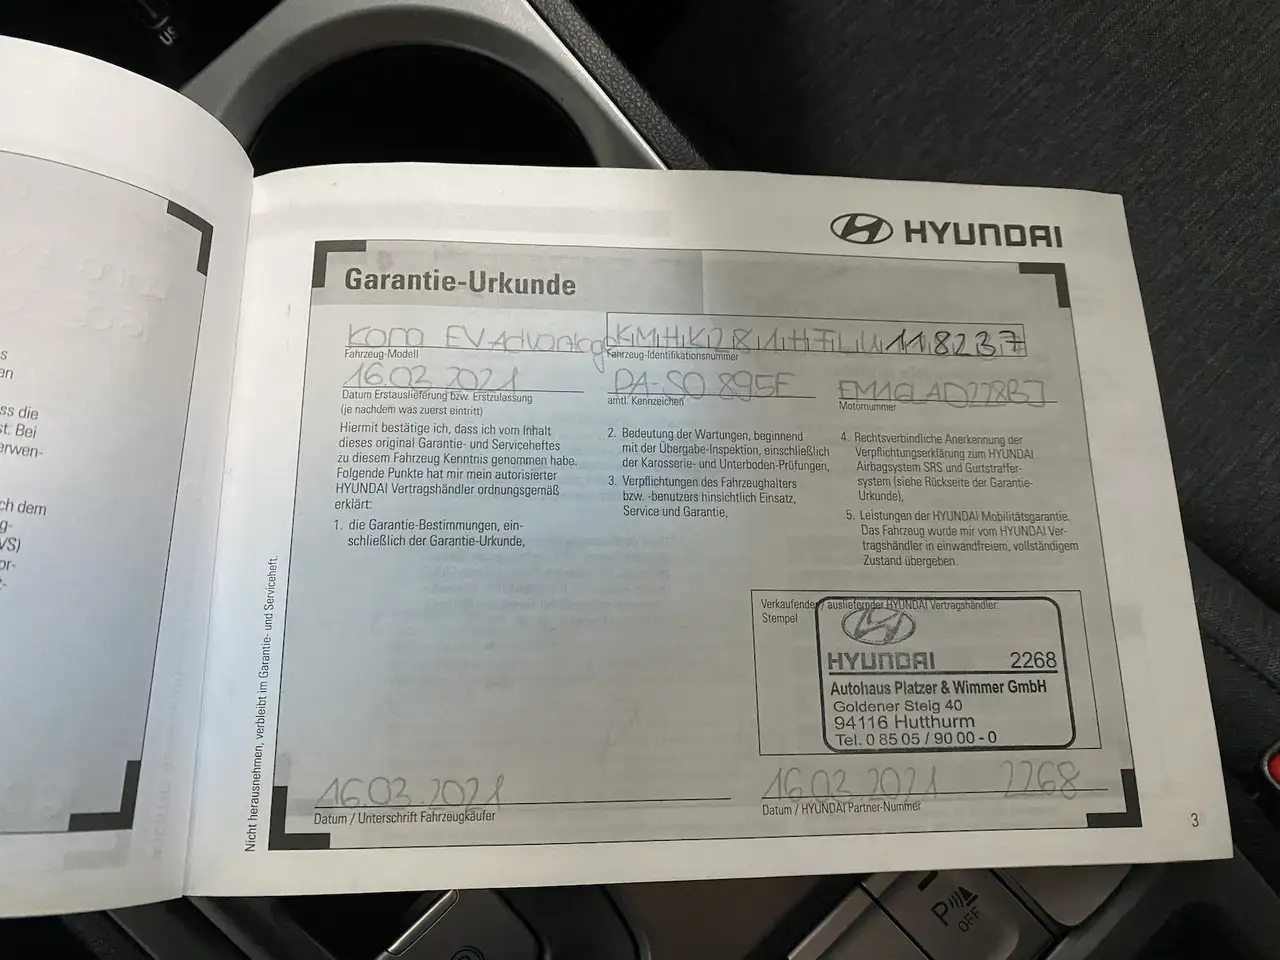 HYUNDAI
Garantie-Urkunde
Kona EV Advantage
KMHK281HFLU118237
Fahrzeug-Modell
Fahrzeug-Identifikationsnummer
16.03.2021
PA-SO 895E
Datum Erstauslieferung bzw. Erstzulassung
(je nachdem was zuerst eintritt)
amtl. Kennzeichen
Motornummer
Hiermit bestätige ich, dass ich vom Inhalt
dieses original Garantie- und Serviceheftes
zu diesem Fahrzeug Kenntnis genommen habe.
Folgende Punkte hat mir mein autorisierter
HYUNDAI Vertragshändler ordnungsgemäß
erklärt:
1. die Garantie-Bestimmungen, ein-
schließlich der Garantie-Urkunde,
2. Bedeutung der Wartungen, beginnend
mit der Übergabe-Inspektion, einschließlich
der Karosserie- und Unterboden-Prüfungen,
3. Verpflichtungen des Fahrzeughalters
bzw. -benutzers hinsichtlich Einsatz,
Service und Garantie,
4. Rechtsverbindliche Anerkennung der
Verpflichtungserklärung zum HYUNDAI
Airbagsystem SRS und Gurtstraffer-
system (siehe Rückseite der Garantie-
Urkunde),
5. Leistungen der HYUNDAI Mobilitätsgarantie.
Das Fahrzeug wurde mir vom HYUNDAI Ver-
tragshändler in einwandfreiem, vollständigem
Zustand übergeben.
Verkaufender / ausliefernder HYUNDAI Vertragshändler:
Stempel
HYUNDAI 2268
Autohaus Platzer & Wimmer GmbH
Goldener Steig 40
94116 Hutthurm
Tel. 0 85 05 / 90 00 - 0
16.03.2021
Datum / Unterschrift Fahrzeugkäufer
16.03.2021 2268
Datum / HYUNDAI Partner-Nummer
Nicht herausnehmen, verbleibt im Garantie- und Serviceheft.
3
ss die
st. Bei
erwen-
ch dem
P OFF